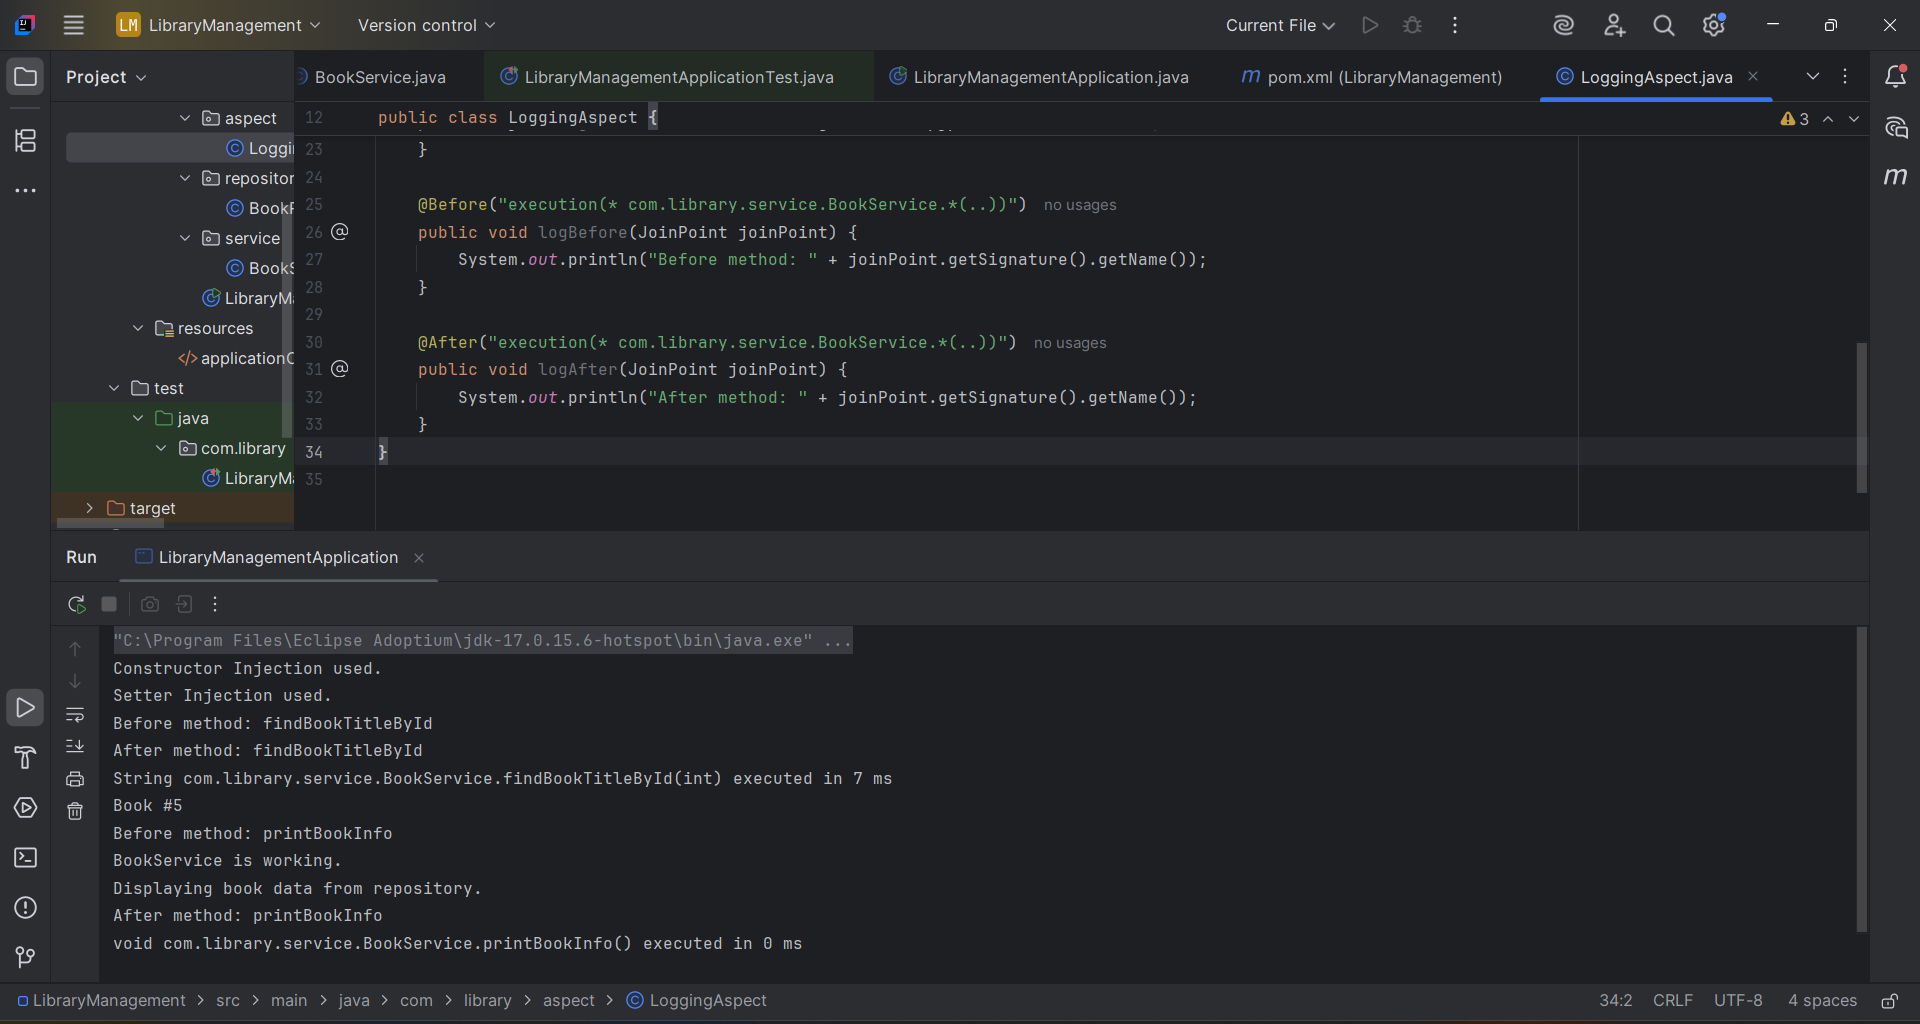 LM LibraryManagement Version control Current File
Project
BookService.java LibraryManagementApplicationTest.java LibraryManagementApplication.java m pom.xml (LibraryManagement) LoggingAspect.java
aspect
repository
service
resources
test
java
com.library
target
12 public class LoggingAspect { 3
23 }
24
25 @Before("execution(* com.library.service.BookService.*(..))") no usages
26 public void logBefore(JoinPoint joinPoint) {
27 System.out.println("Before method: " + joinPoint.getSignature().getName());
28 }
29
30 @After("execution(* com.library.service.BookService.*(..))") no usages
31 public void logAfter(JoinPoint joinPoint) {
32 System.out.println("After method: " + joinPoint.getSignature().getName());
33 }
34 }
35
m
Run LibraryManagementApplication
"C:\Program Files\Eclipse Adoptium\jdk-17.0.15.6-hotspot\bin\java.exe" ...
Constructor Injection used.
Setter Injection used.
Before method: findBookTitleById
After method: findBookTitleById
String com.library.service.BookService.findBookTitleById(int) executed in 7 ms
Book #5
Before method: printBookInfo
BookService is working.
Displaying book data from repository.
After method: printBookInfo
void com.library.service.BookService.printBookInfo() executed in 0 ms
LibraryManagement > src > main > java > com > library > aspect > LoggingAspect 34:2 CRLF UTF-8 4 spaces